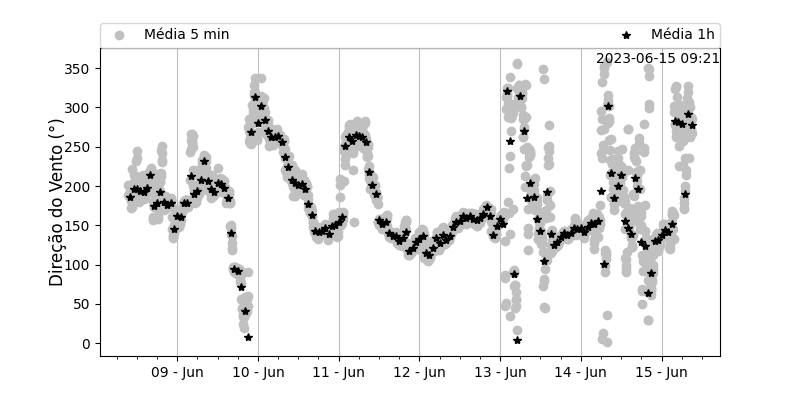 Média 5 min
Média 1h
2023-06-15 09:21
Direção do Vento (°)
350
300
250
200
150
100
50
0
09 - Jun
10 - Jun
11 - Jun
12 - Jun
13 - Jun
14 - Jun
15 - Jun